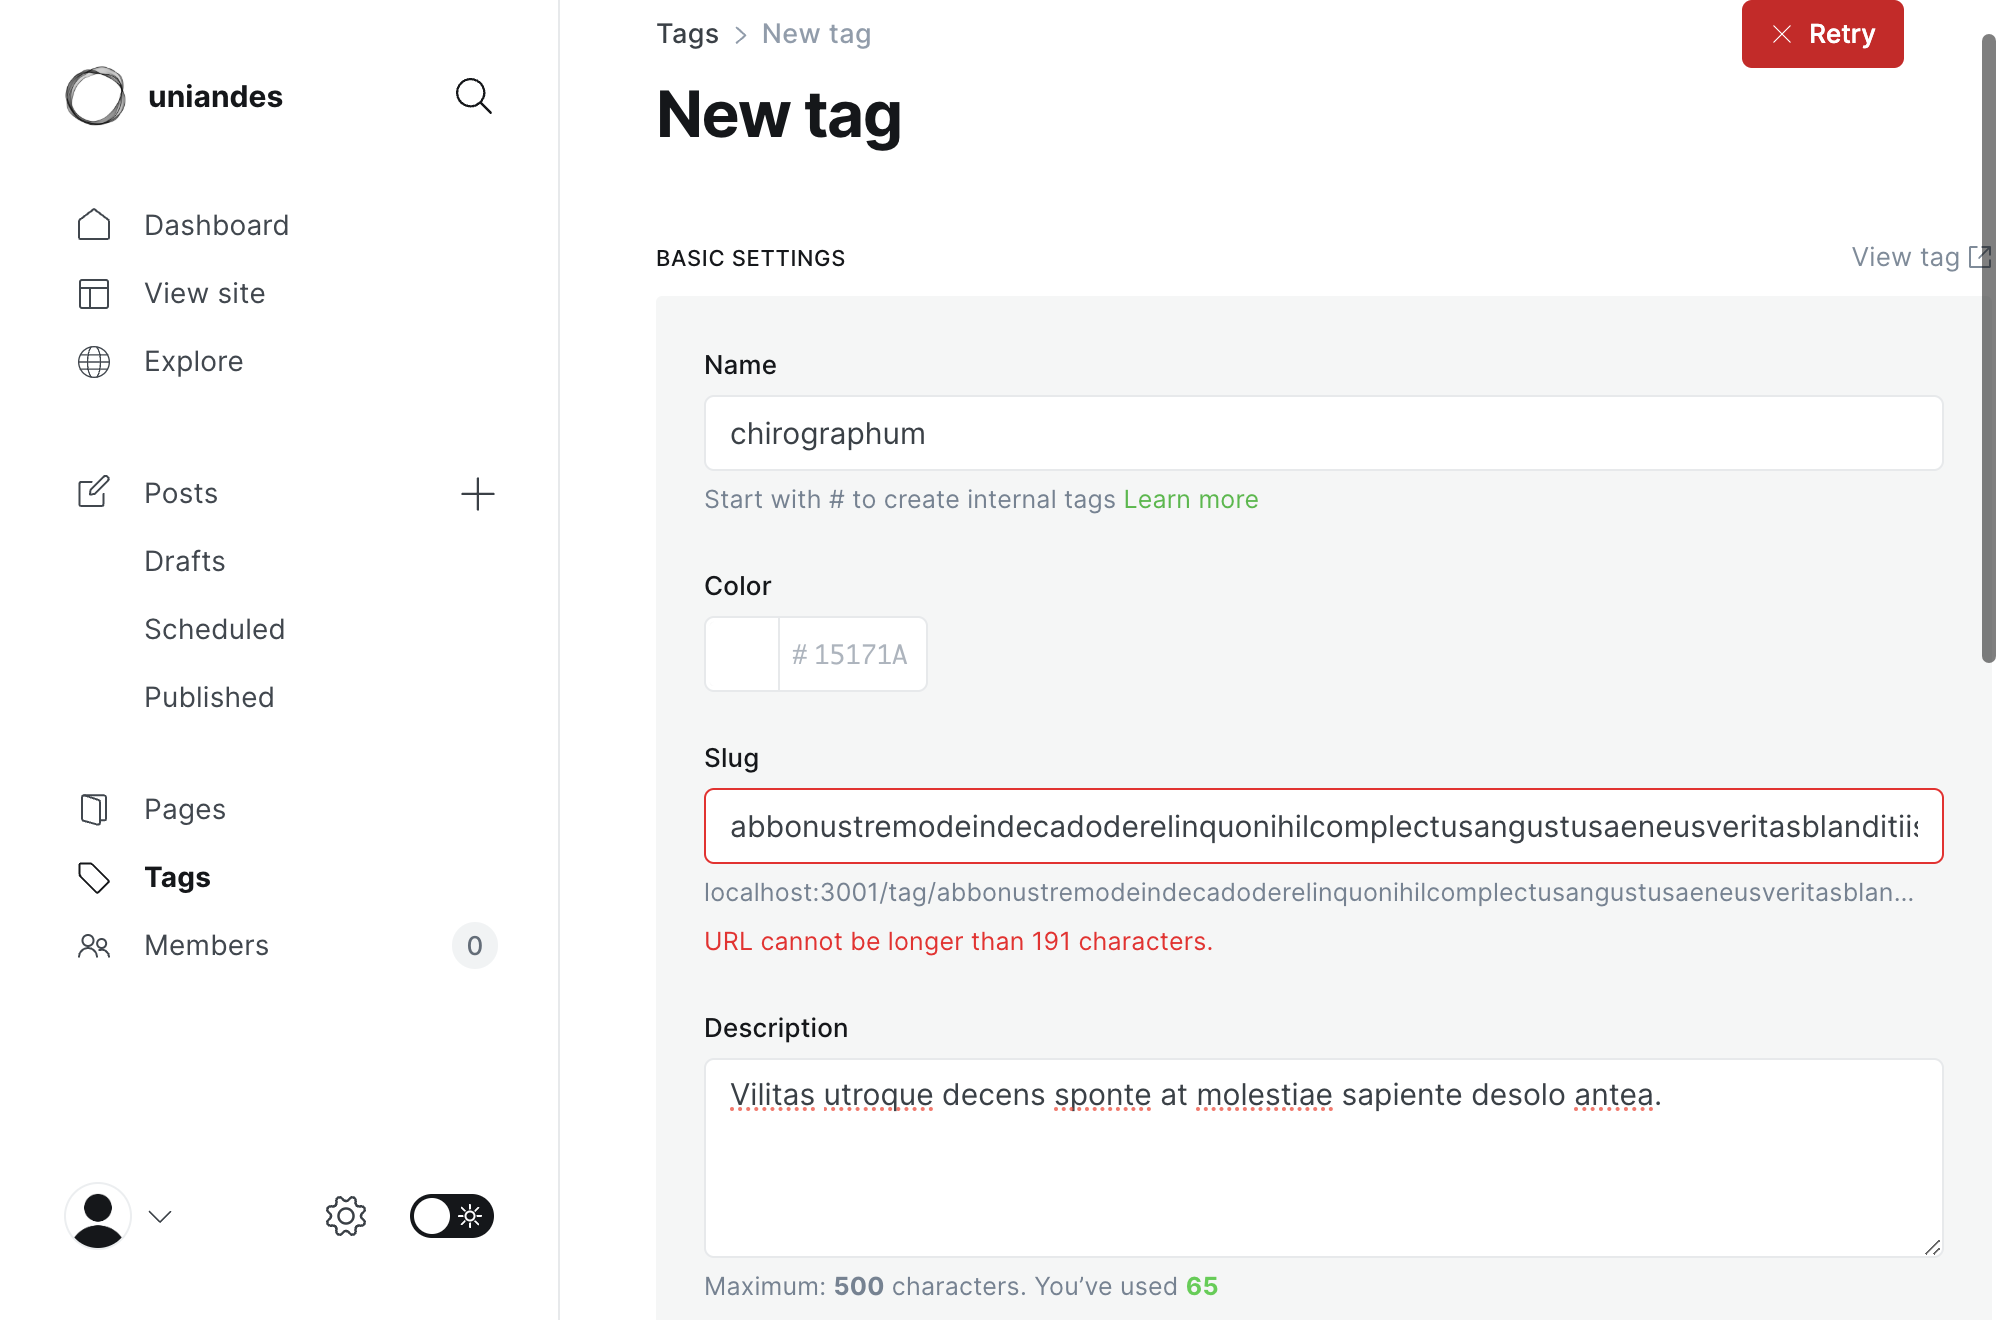 uniandes
Dashboard
View site
Explore
Posts
Drafts
Scheduled
Published
Pages
Tags
Members 0
Tags > New tag
Retry
New tag
BASIC SETTINGS
View tag
Name
chirographum
Start with # to create internal tags Learn more
Color
# 15171A
Slug
abbonustremodeindecadoderelinquonihilcomplectusangustusaeneusveritasblanditiis
localhost:3001/tag/abbonustremodeindecadoderelinquonihilcomplectusangustusaeneusveritasblan...
URL cannot be longer than 191 characters.
Description
Vilitas utroque decens sponte at molestiae sapiente desolo antea.
Maximum: 500 characters. You’ve used 65